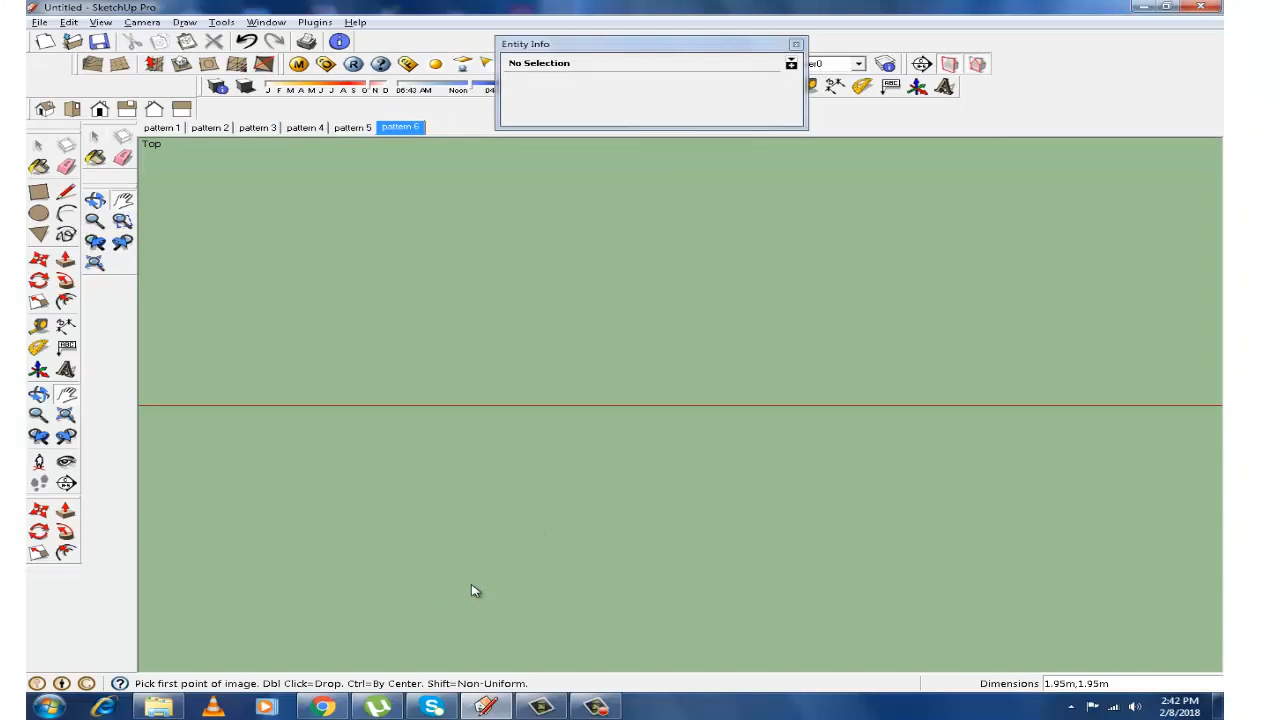 Untitled - SketchUp Pro
File Edit View Camera Draw Tools Window Plugins Help
Entity Info
No Selection
J F M A M J J A S O N D 06:43 AM Noon 04
er0
pattern 1 pattern 2 pattern 3 pattern 4 pattern 5 pattern 6
Top
Pick first point of image. Dbl Click=Drop. Ctrl=By Center. Shift=Non-Uniform.
Dimensions 1.95m,1.95m
2:42 PM
2/8/2018